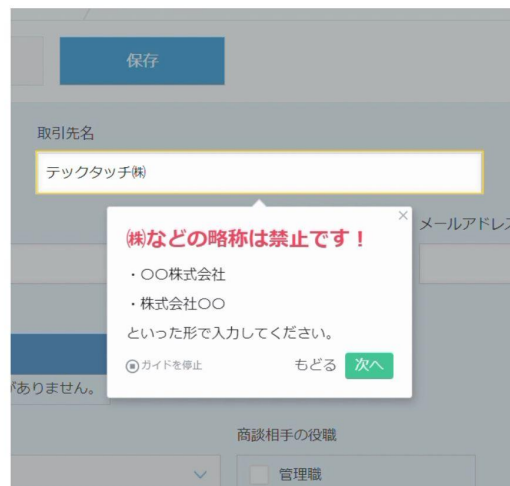 保存
取引先名
テックタッチ㈱
㈱などの略称は禁止です！
メールアドレス
・〇〇株式会社
・株式会社〇〇
といった形で入力してください。
ガイドを停止
もどる
次へ
がありません。
商談相手の役職
管理職